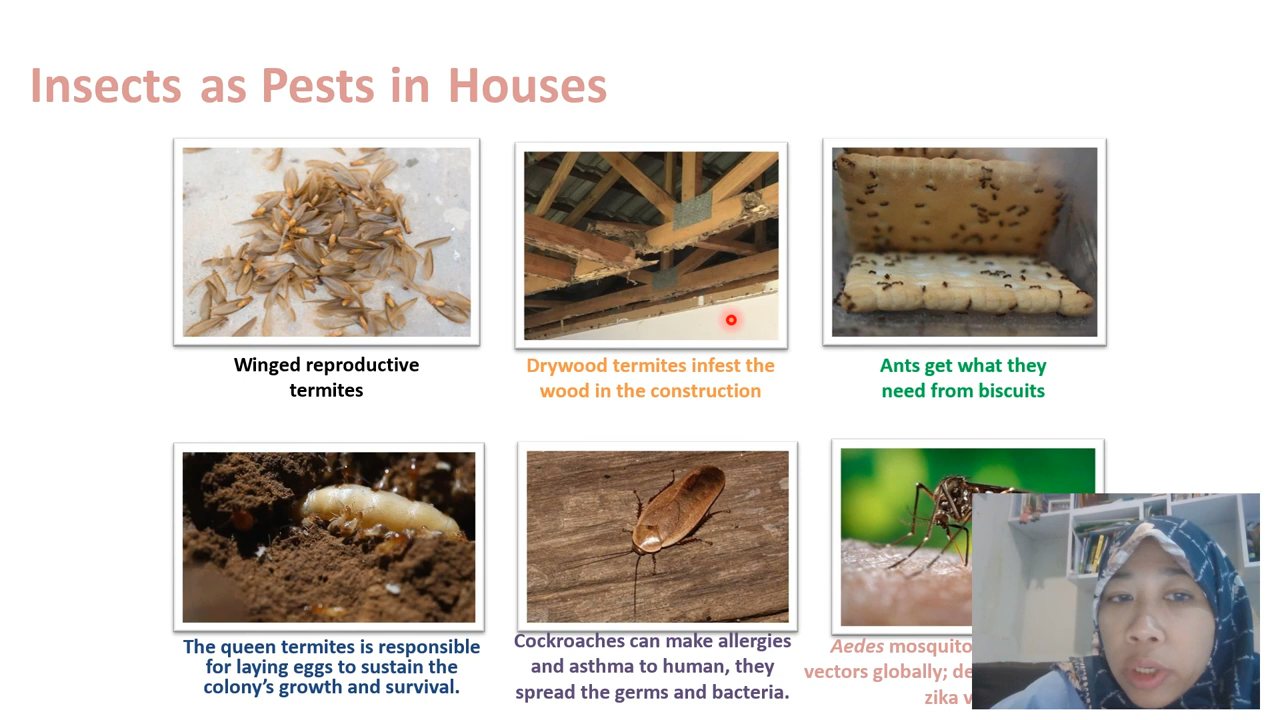 Insects as Pests in Houses
Winged reproductive
termites
Drywood termites infest the
wood in the construction
Ants get what they
need from biscuits
The queen termites is responsible
for laying eggs to sustain the
colony's growth and survival.
Cockroaches can make allergies
and asthma to human, they
spread the germs and bacteria.
Aedes mosquito
vectors globally;
zika